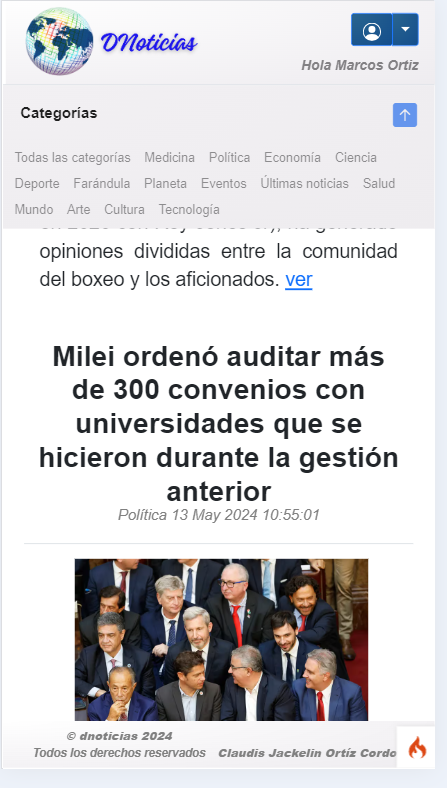 DNoticias
Hola Marcos Ortiz
Categorías
Todas las categorías Medicina Política Economía Ciencia
Deporte Farándula Planeta Eventos Últimas noticias Salud
Mundo Arte Cultura Tecnología
opiniones divididas entre la comunidad
del boxeo y los aficionados. ver
Milei ordenó auditar más
de 300 convenios con
universidades que se
hicieron durante la gestión
anterior
Política 13 May 2024 10:55:01
© dnoticias 2024
Todos los derechos reservados Claudis Jackelin Ortíz Cordo